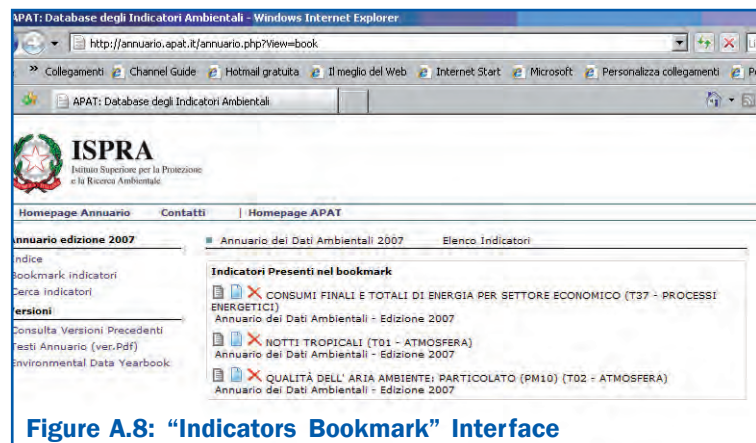 APAT: Database degli Indicatori Ambientali - Windows Internet Explorer
http://annuario.apat.it/annuario.php?View=book
» Collegamenti Channel Guide Hotmail gratuita Il meglio del Web Internet Start Microsoft Personalizza collegamenti
APAT: Database degli Indicatori Ambientali
ISPRA
Istituto Superiore per la Protezione
e la Ricerca Ambientale
Homepage Annuario Contatti | Homepage APAT
Annuario edizione 2007
Indice
Bookmark indicatori
Cerca indicatori
Versioni
Consulta Versioni Precedenti
Testi Annuario (ver.Pdf)
Environmental Data Yearbook
Annuario dei Dati Ambientali 2007 Elenco Indicatori
Indicatori Presenti nel bookmark
CONSUMI FINALI E TOTALI DI ENERGIA PER SETTORE ECONOMICO (T37 - PROCESSI
ENERGETICI)
Annuario dei Dati Ambientali - Edizione 2007
NOTTI TROPICALI (T01 - ATMOSFERA)
Annuario dei Dati Ambientali - Edizione 2007
QUALITÀ DELL' ARIA AMBIENTE: PARTICOLATO (PM10) (T02 - ATMOSFERA)
Annuario dei Dati Ambientali - Edizione 2007
Figure A.8: “Indicators Bookmark” Interface